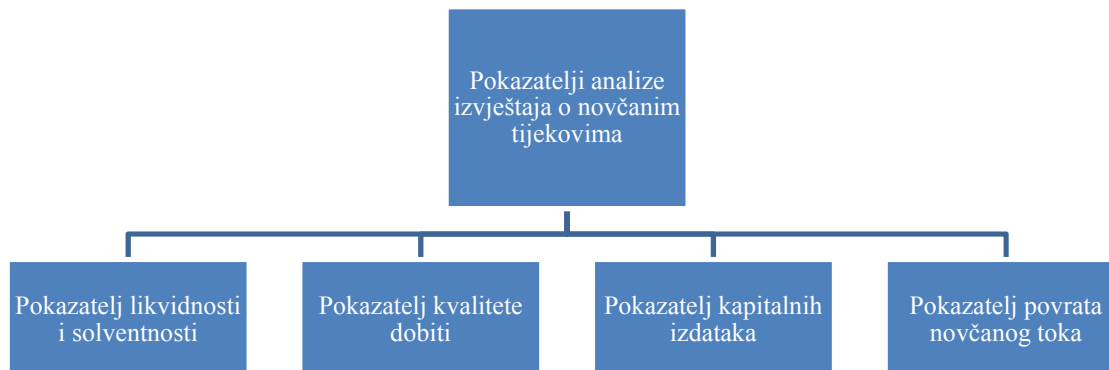 Pokazatelji analize
izvještaja o novčanim
tijekovima
Pokazatelj likvidnosti
i solventnosti
Pokazatelj kvalitete
dobiti
Pokazatelj kapitalnih
izdataka
Pokazatelj povrata
novčanog toka